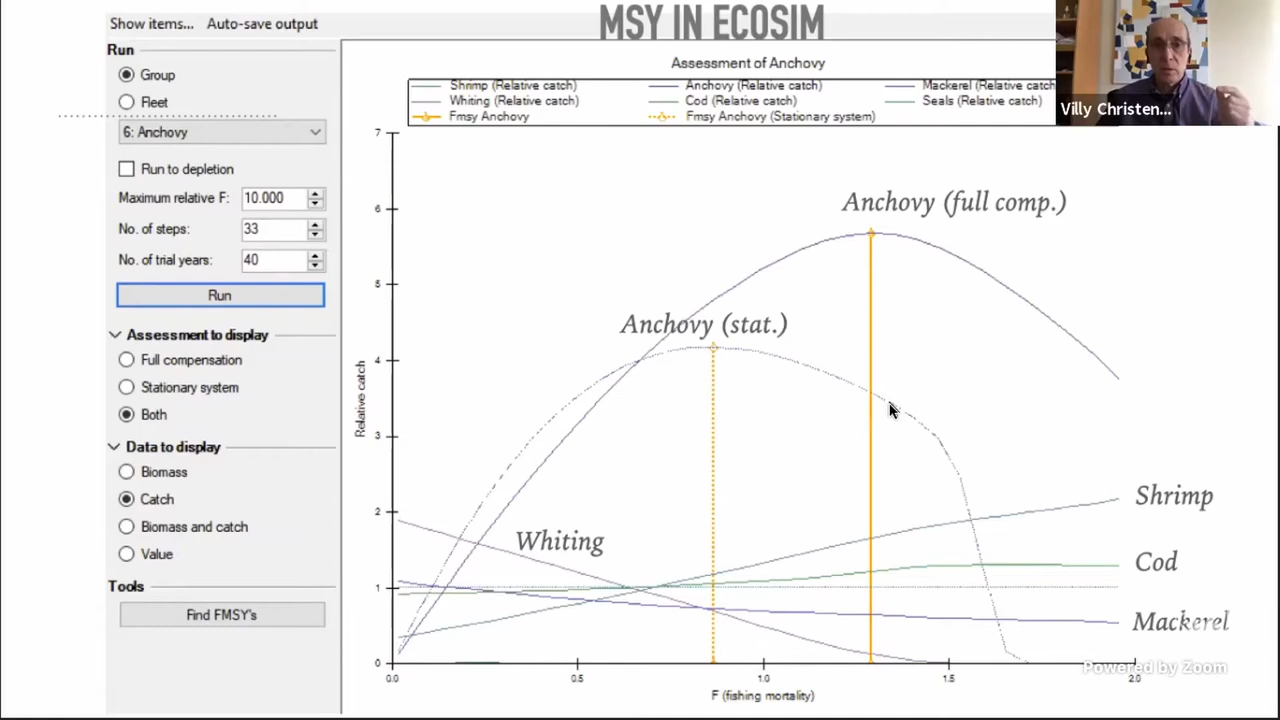 MSY IN ECOSIM
Show items... Auto-save output
Run
Group
Fleet
6: Anchovy
Run to depletion
Maximum relative F: 10.000
No. of steps: 33
No. of trial years: 40
Run
Assessment to display
Full compensation
Stationary system
Both
Data to display
Biomass
Catch
Biomass and catch
Value
Tools
Find FMSY's
Assessment of Anchovy
Shrimp (Relative catch) Anchovy (Relative catch) Mackerel (Relative catch)
Whiting (Relative catch) Cod (Relative catch) Seals (Relative catch)
Fmsy Anchovy Fmsy Anchovy (Stationary system)
Villy Christen...
7
6
5
4
3
2
1
0
Relative catch
Anchovy (full comp.)
Anchovy (stat.)
Whiting
Shrimp
Cod
Mackerel
0.0 0.5 1.0 1.5 2.0
F (fishing mortality)
Powered by Zoom